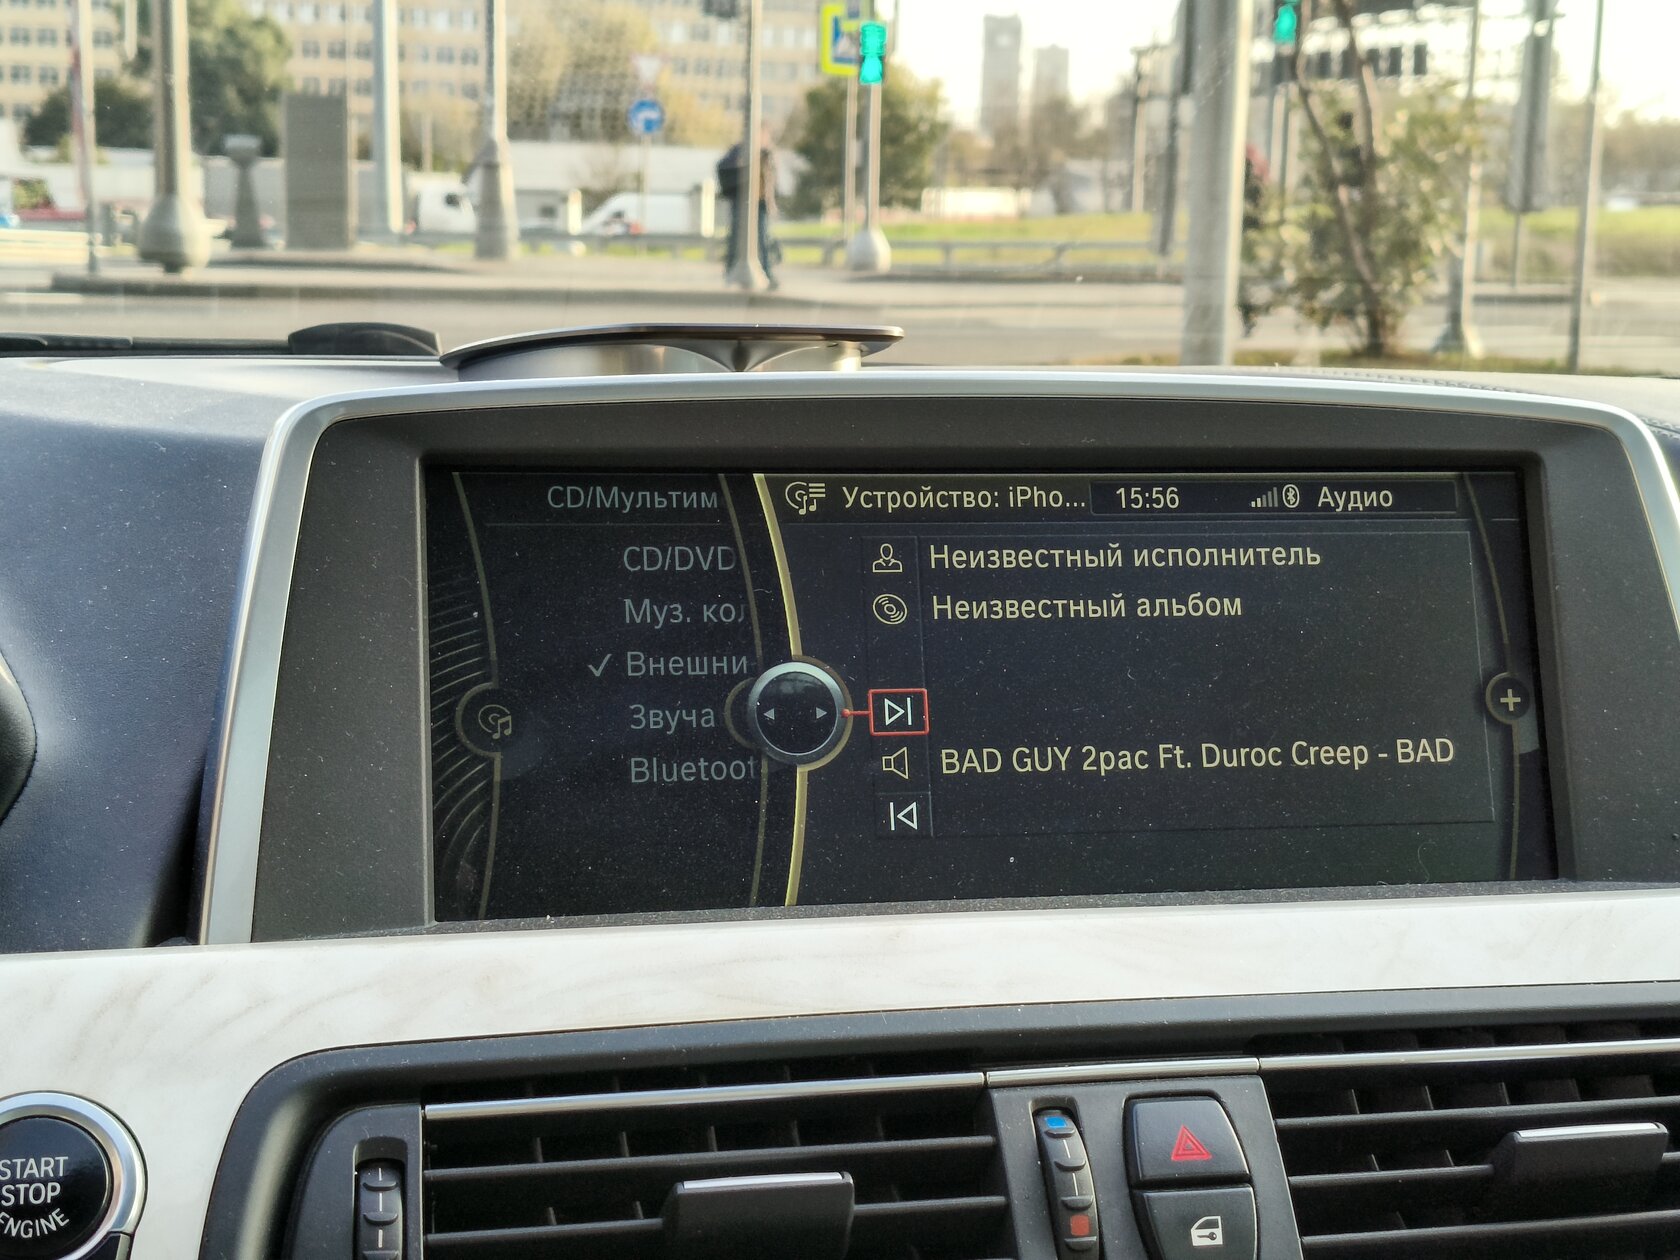 CD/Мультим
Устройство: iPho... 15:56 Аудио
CD/DVD
Муз. кол
✓ Внешни
Звуча
Bluetoot
Неизвестный исполнитель
Неизвестный альбом
BAD GUY 2pac Ft. Duroc Creep - BAD
START
STOP
ENGINE